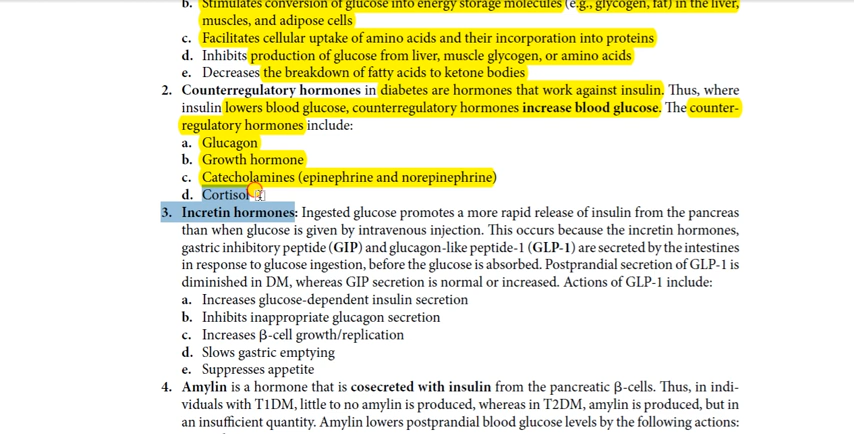 b. Stimulates conversion of glucose into energy storage molecules (e.g., glycogen, fat) in the liver,
muscles, and adipose cells
c. Facilitates cellular uptake of amino acids and their incorporation into proteins
d. Inhibits production of glucose from liver, muscle glycogen, or amino acids
e. Decreases the breakdown of fatty acids to ketone bodies
2. Counterregulatory hormones in diabetes are hormones that work against insulin. Thus, where
insulin lowers blood glucose, counterregulatory hormones increase blood glucose. The counter-
regulatory hormones include:
a. Glucagon
b. Growth hormone
c. Catecholamines (epinephrine and norepinephrine)
d. Cortisol
3. Incretin hormones: Ingested glucose promotes a more rapid release of insulin from the pancreas
than when glucose is given by intravenous injection. This occurs because the incretin hormones,
gastric inhibitory peptide (GIP) and glucagon-like peptide-1 (GLP-1) are secreted by the intestines
in response to glucose ingestion, before the glucose is absorbed. Postprandial secretion of GLP-1 is
diminished in DM, whereas GIP secretion is normal or increased. Actions of GLP-1 include:
a. Increases glucose-dependent insulin secretion
b. Inhibits inappropriate glucagon secretion
c. Increases β-cell growth/replication
d. Slows gastric emptying
e. Suppresses appetite
4. Amylin is a hormone that is cosecreted with insulin from the pancreatic β-cells. Thus, in indi-
viduals with T1DM, little to no amylin is produced, whereas in T2DM, amylin is produced, but in
an insufficient quantity. Amylin lowers postprandial blood glucose levels by the following actions: